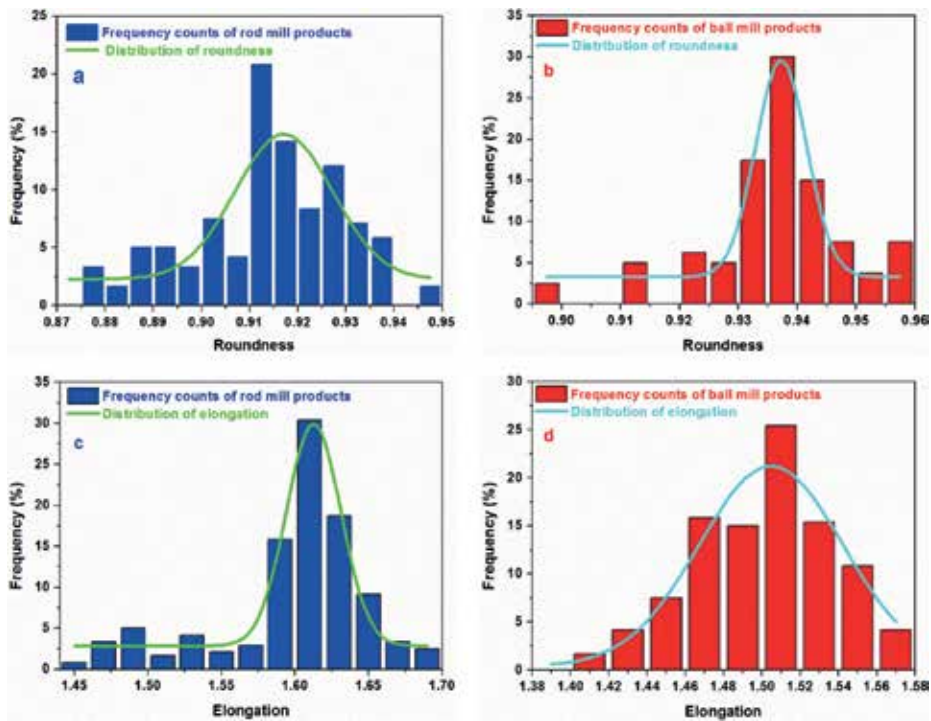 Frequency counts of rod mill products
Distribution of roundness
a
Frequency (%)
25
20
15
10
5
0
0.87 0.88 0.89 0.90 0.91 0.92 0.93 0.94 0.95
Roundness
Frequency counts of ball mill products
Distribution of roundness
b
Frequency (%)
35
30
25
20
15
10
5
0
0.90 0.91 0.92 0.93 0.94 0.95 0.96
Roundness
Frequency counts of rod mill products
Distribution of elongation
c
Frequency (%)
35
30
25
20
15
10
5
0
1.45 1.50 1.55 1.60 1.65 1.70
Elongation
Frequency counts of ball mill products
Distribution of elongation
d
Frequency (%)
30
25
20
15
10
5
0
1.38 1.40 1.42 1.44 1.46 1.48 1.50 1.52 1.54 1.56 1.58
Elongation